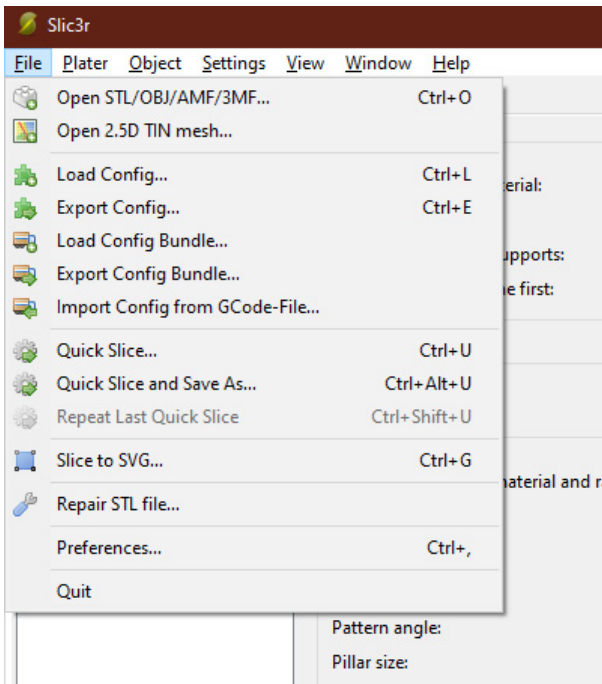 Slic3r
File Plater Object Settings View Window Help
Open STL/OBJ/AMF/3MF... Ctrl+O
Open 2.5D TIN mesh...
Load Config... Ctrl+L
Export Config... Ctrl+E
Load Config Bundle...
Export Config Bundle...
Import Config from GCode-File...
Quick Slice... Ctrl+U
Quick Slice and Save As... Ctrl+Alt+U
Repeat Last Quick Slice Ctrl+Shift+U
Slice to SVG... Ctrl+G
Repair STL file...
Preferences... Ctrl+,
Quit
erial:
upports:
e first:
aterial and r
Pattern angle:
Pillar size: